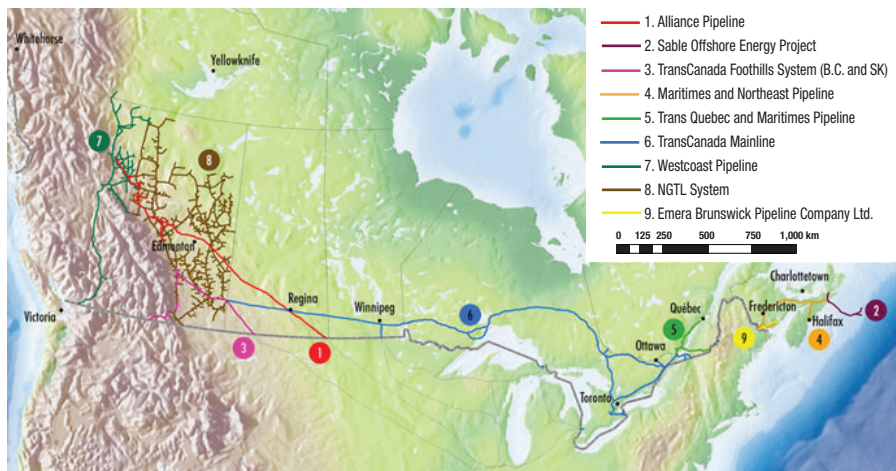 1. Alliance Pipeline
2. Sable Offshore Energy Project
3. TransCanada Foothills System (B.C. and SK)
4. Maritimes and Northeast Pipeline
5. Trans Quebec and Maritimes Pipeline
6. TransCanada Mainline
7. Westcoast Pipeline
8. NGTL System
9. Emera Brunswick Pipeline Company Ltd.
0 125 250 500 750 1,000 km
Whitehorse
Yellowknife
7
8
Edmonton
Charlottetown
Regina
Winnipeg
6
Québec
Fredericton
2
Victoria
5
9
Halifax
4
3
1
Ottawa
Toronto